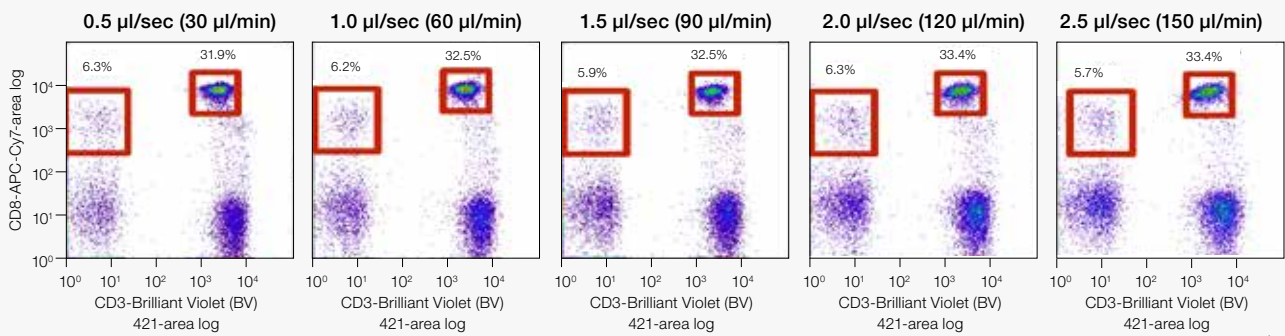 0.5 µl/sec (30 µl/min)
1.0 µl/sec (60 µl/min)
1.5 µl/sec (90 µl/min)
2.0 µl/sec (120 µl/min)
2.5 µl/sec (150 µl/min)
6.3%
31.9%
6.2%
32.5%
5.9%
32.5%
6.3%
33.4%
5.7%
33.4%
CD8-APC-Cy7-area log
10⁴
10³
10²
10¹
10⁰
10⁰ 10¹ 10² 10³ 10⁴
10⁰ 10¹ 10² 10³ 10⁴
10⁰ 10¹ 10² 10³ 10⁴
10⁰ 10¹ 10² 10³ 10⁴
10⁰ 10¹ 10² 10³ 10⁴
CD3-Brilliant Violet (BV)
421-area log
CD3-Brilliant Violet (BV)
421-area log
CD3-Brilliant Violet (BV)
421-area log
CD3-Brilliant Violet (BV)
421-area log
CD3-Brilliant Violet (BV)
421-area log